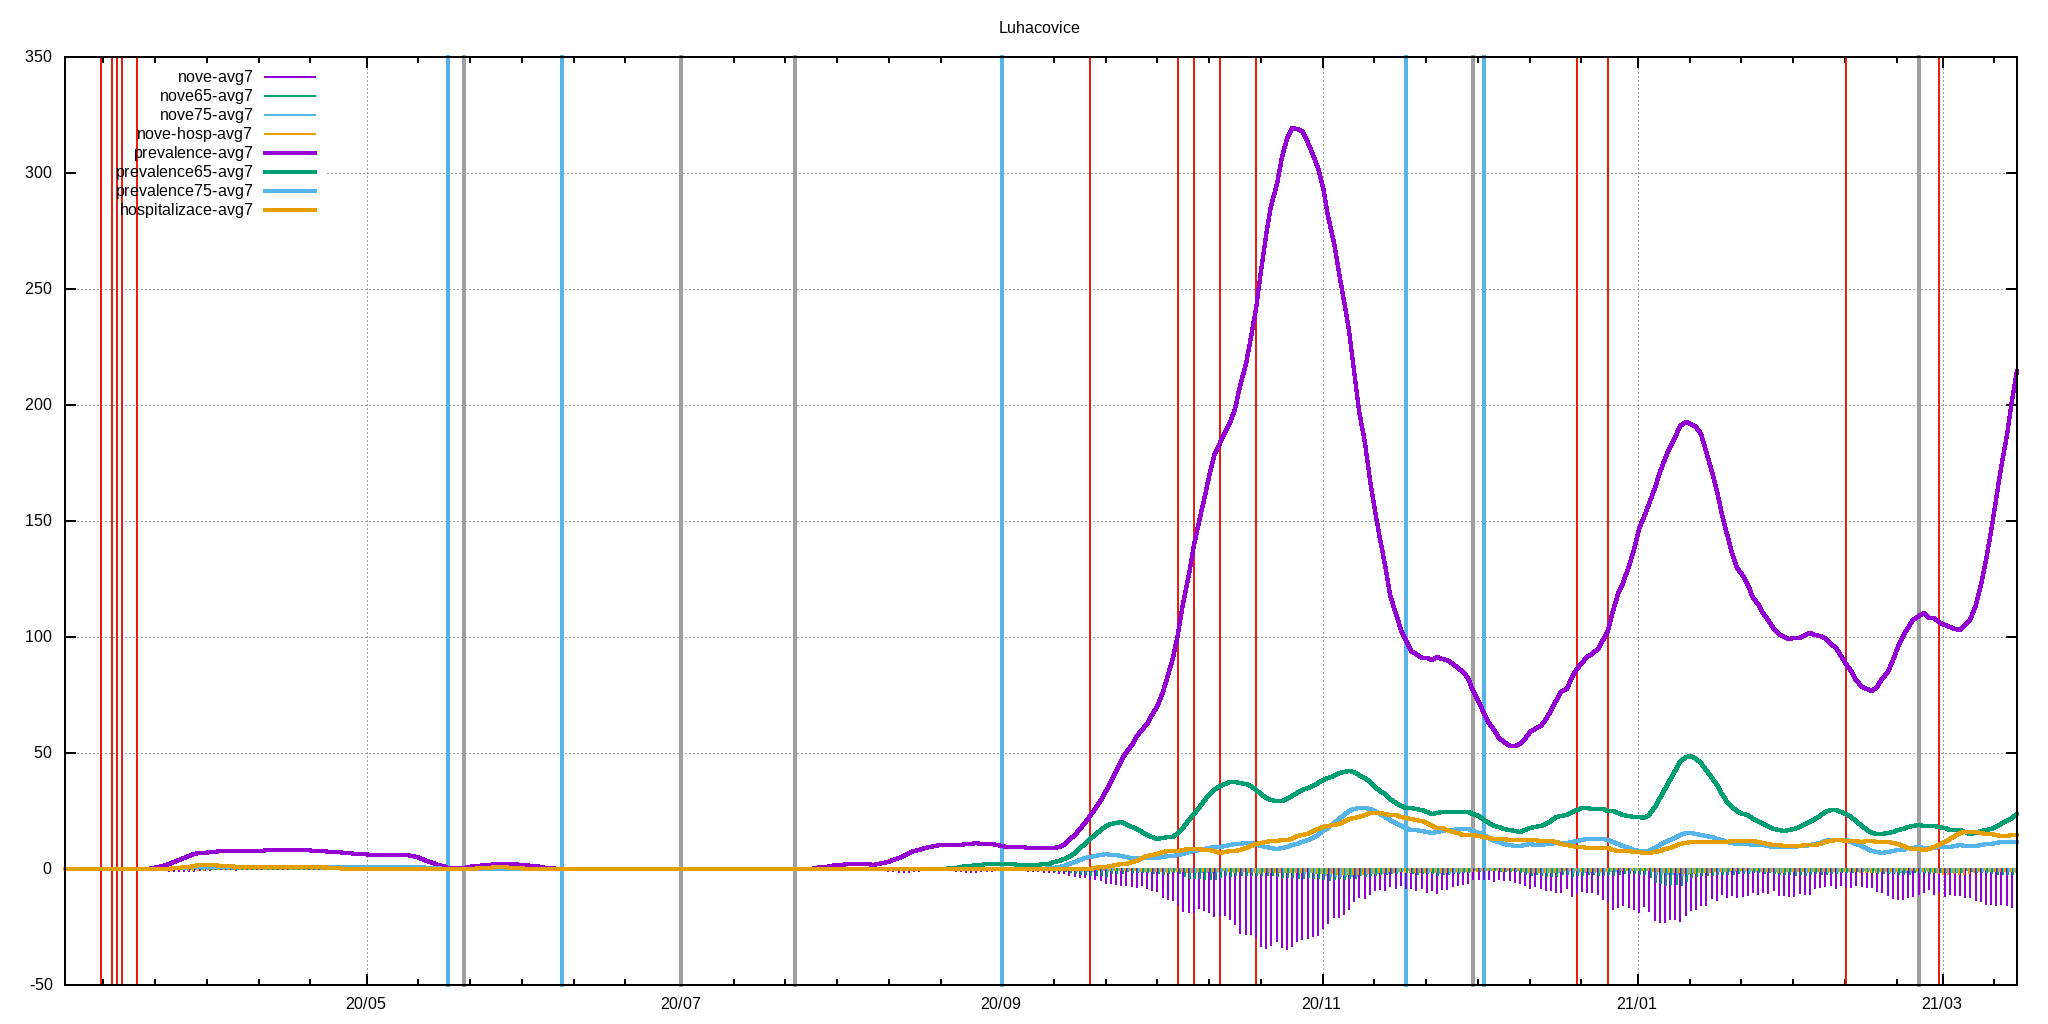 Luhacovice
350
300
250
200
150
100
50
0
-50
nove-avg7
nove65-avg7
nove75-avg7
nove-hosp-avg7
prevalence-avg7
prevalence65-avg7
prevalence75-avg7
hospitalizace-avg7
20/05 20/07 20/09 20/11 21/01 21/03